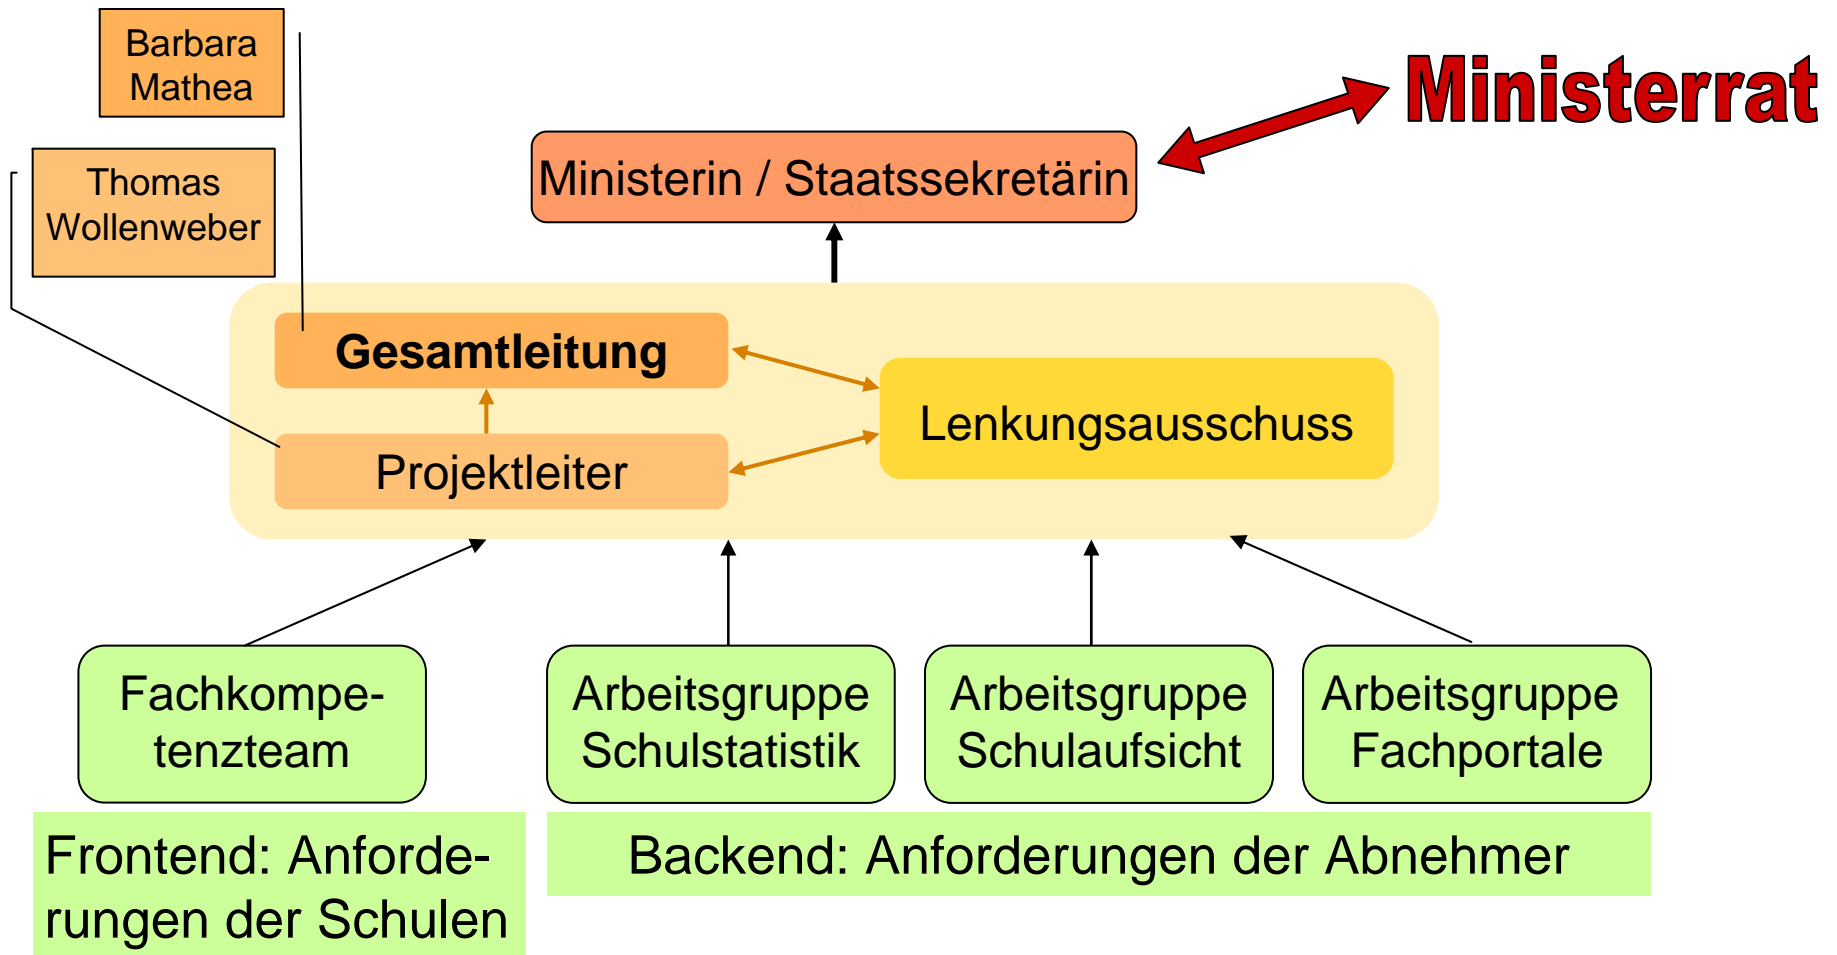 Barbara
Mathea
Ministerrat
Thomas
Wollenweber
Ministerin / Staatssekretärin
Gesamtleitung
Lenkungsausschuss
Projektleiter
Fachkompe-
tenzteam
Arbeitsgruppe
Schulstatistik
Arbeitsgruppe
Schulaufsicht
Arbeitsgruppe
Fachportale
Frontend: Anforde-
rungen der Schulen
Backend: Anforderungen der Abnehmer